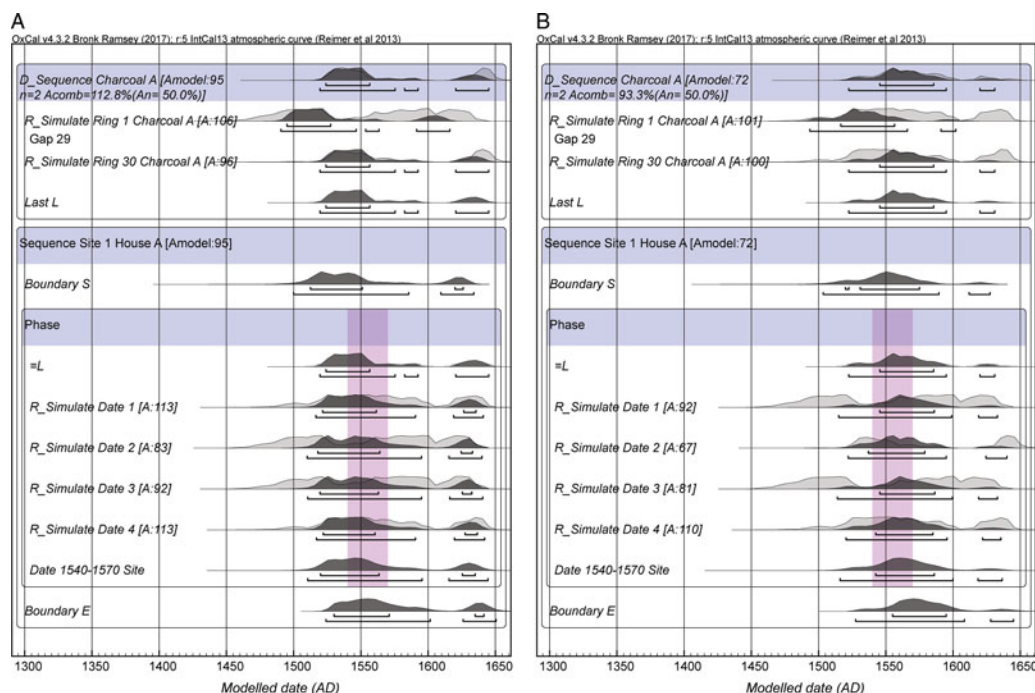 A
OxCal v4.3.2 Bronk Ramsey (2017); r:5 IntCal13 atmospheric curve (Reimer et al 2013)
D_Sequence Charcoal A [Amodel:95
n=2 Acomb=112.8%(An= 50.0%)]
R_Simulate Ring 1 Charcoal A [A:106]
Gap 29
R_Simulate Ring 30 Charcoal A [A:96]
Last L
Sequence Site 1 House A [Amodel:95]
Boundary S
Phase
=L
R_Simulate Date 1 [A:113]
R_Simulate Date 2 [A:83]
R_Simulate Date 3 [A:92]
R_Simulate Date 4 [A:113]
Date 1540-1570 Site
Boundary E
1300 1350 1400 1450 1500 1550 1600 1650
Modelled date (AD)
B
OxCal v4.3.2 Bronk Ramsey (2017); r:5 IntCal13 atmospheric curve (Reimer et al 2013)
D_Sequence Charcoal A [Amodel:72
n=2 Acomb= 93.3%(An= 50.0%)]
R_Simulate Ring 1 Charcoal A [A:101]
Gap 29
R_Simulate Ring 30 Charcoal A [A:100]
Last L
Sequence Site 1 House A [Amodel:72]
Boundary S
Phase
=L
R_Simulate Date 1 [A:92]
R_Simulate Date 2 [A:67]
R_Simulate Date 3 [A:81]
R_Simulate Date 4 [A:110]
Date 1540-1570 Site
Boundary E
1300 1350 1400 1450 1500 1550 1600 1650
Modelled date (AD)